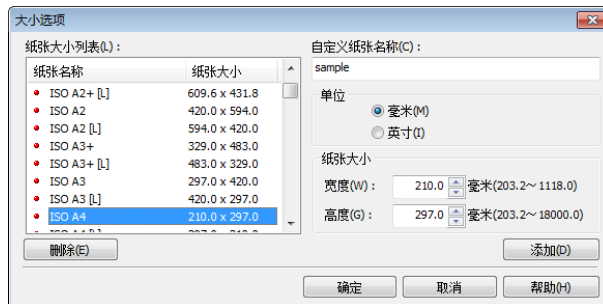 大小选项
纸张大小列表(L)：
纸张名称 纸张大小
ISO A2+ [L] 609.6 x 431.8
ISO A2 420.0 x 594.0
ISO A2 [L] 594.0 x 420.0
ISO A3+ 329.0 x 483.0
ISO A3+ [L] 483.0 x 329.0
ISO A3 297.0 x 420.0
ISO A3 [L] 420.0 x 297.0
ISO A4 210.0 x 297.0
删除(E)
自定义纸张名称(C)：
sample
单位
毫米(M)
英寸(I)
纸张大小
宽度(W)： 210.0 毫米(203.2～1118.0)
高度(G)： 297.0 毫米(203.2～18000.0)
添加(D)
确定 取消 帮助(H)